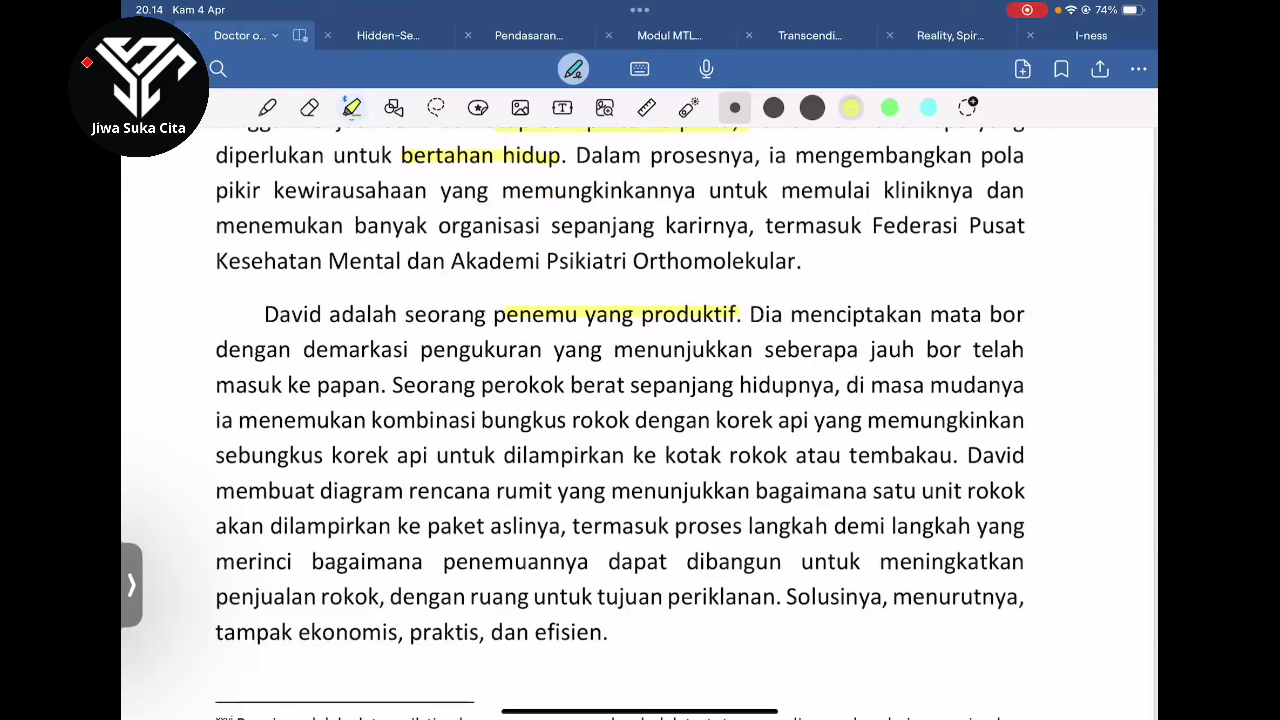 20.14 Kam 4 Apr
74%
Doctor o...
Hidden-Se...
Pendasaran...
Modul MTL...
Transcendi...
Reality, Spir...
I-ness
Jiwa Suka Cita
diperlukan untuk bertahan hidup. Dalam prosesnya, ia mengembangkan pola
pikir kewirausahaan yang memungkinkannya untuk memulai kliniknya dan
menemukan banyak organisasi sepanjang karirnya, termasuk Federasi Pusat
Kesehatan Mental dan Akademi Psikiatri Orthomolekular.
David adalah seorang penemu yang produktif. Dia menciptakan mata bor
dengan demarkasi pengukuran yang menunjukkan seberapa jauh bor telah
masuk ke papan. Seorang perokok berat sepanjang hidupnya, di masa mudanya
ia menemukan kombinasi bungkus rokok dengan korek api yang memungkinkan
sebungkus korek api untuk dilampirkan ke kotak rokok atau tembakau. David
membuat diagram rencana rumit yang menunjukkan bagaimana satu unit rokok
akan dilampirkan ke paket aslinya, termasuk proses langkah demi langkah yang
merinci bagaimana penemuannya dapat dibangun untuk meningkatkan
penjualan rokok, dengan ruang untuk tujuan periklanan. Solusinya, menurutnya,
tampak ekonomis, praktis, dan efisien.